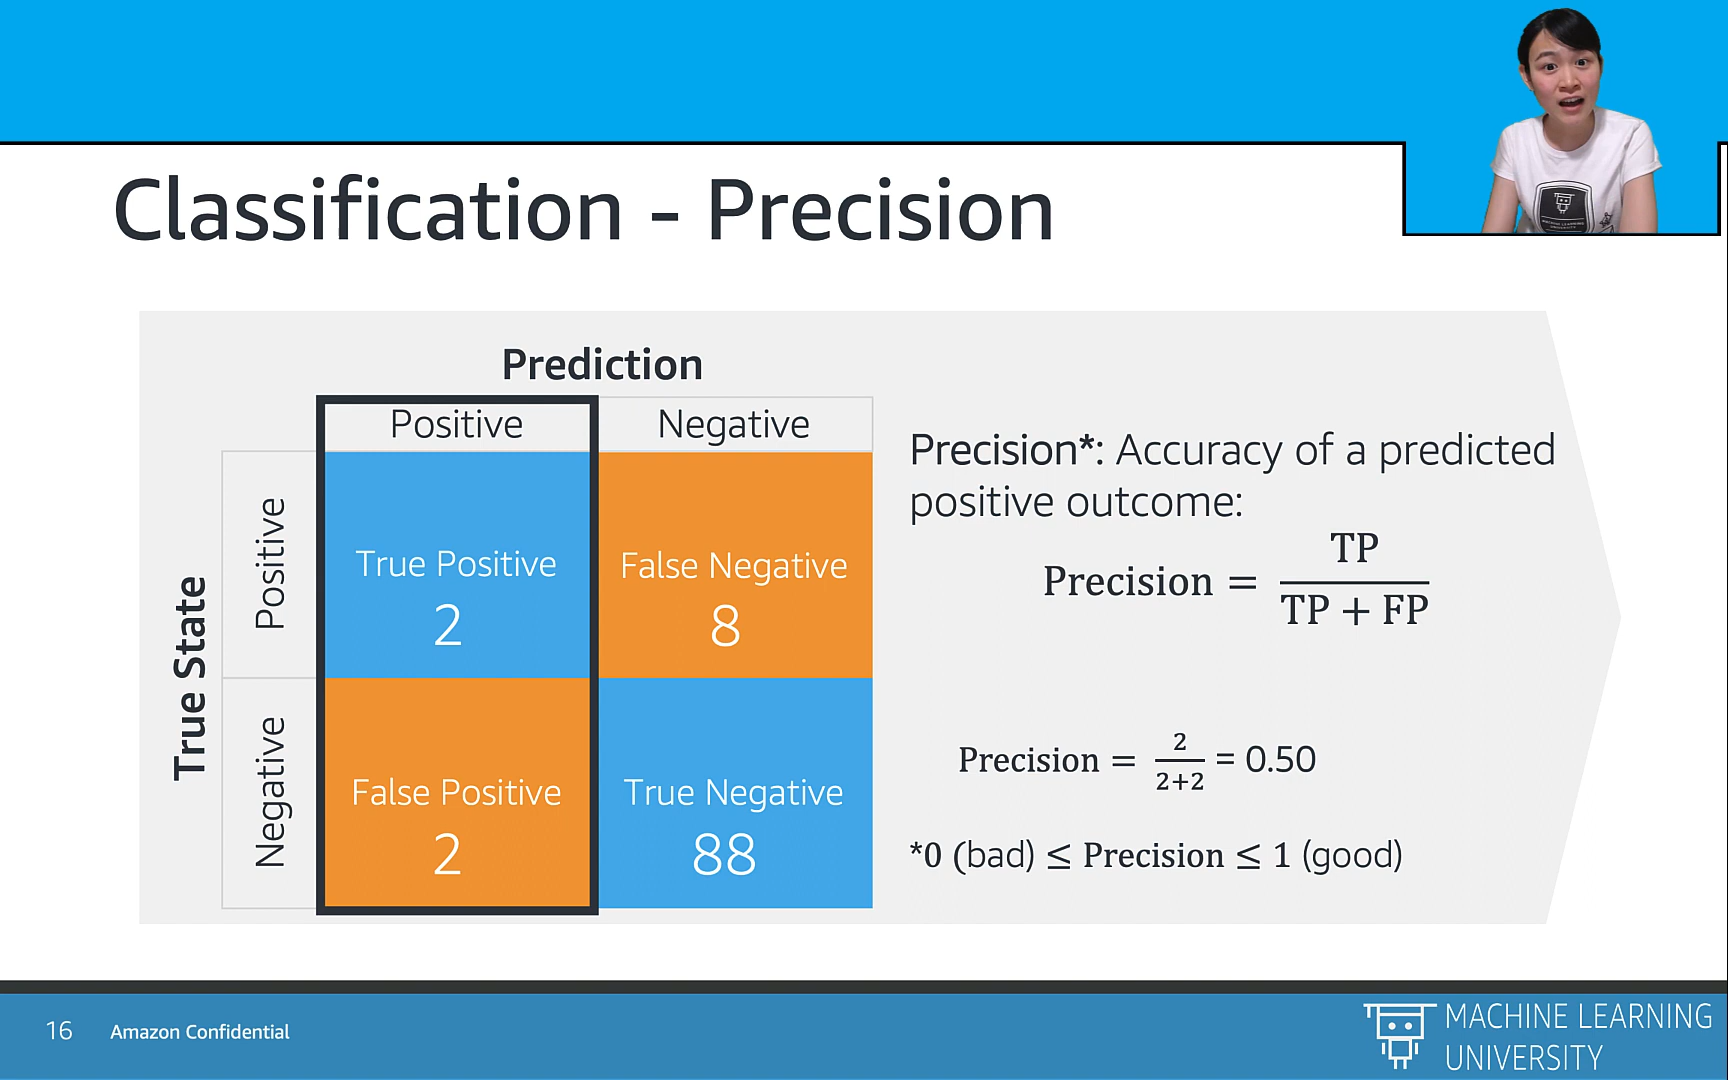 Classification - Precision
Prediction
Positive
Negative
True State
Positive
True Positive
2
False Negative
8
Negative
False Positive
2
True Negative
88
Precision*: Accuracy of a predicted
positive outcome:
Precision = TP / TP + FP
Precision = 2 / 2+2 = 0.50
*0 (bad) ≤ Precision ≤ 1 (good)
16
Amazon Confidential
MACHINE LEARNING
UNIVERSITY